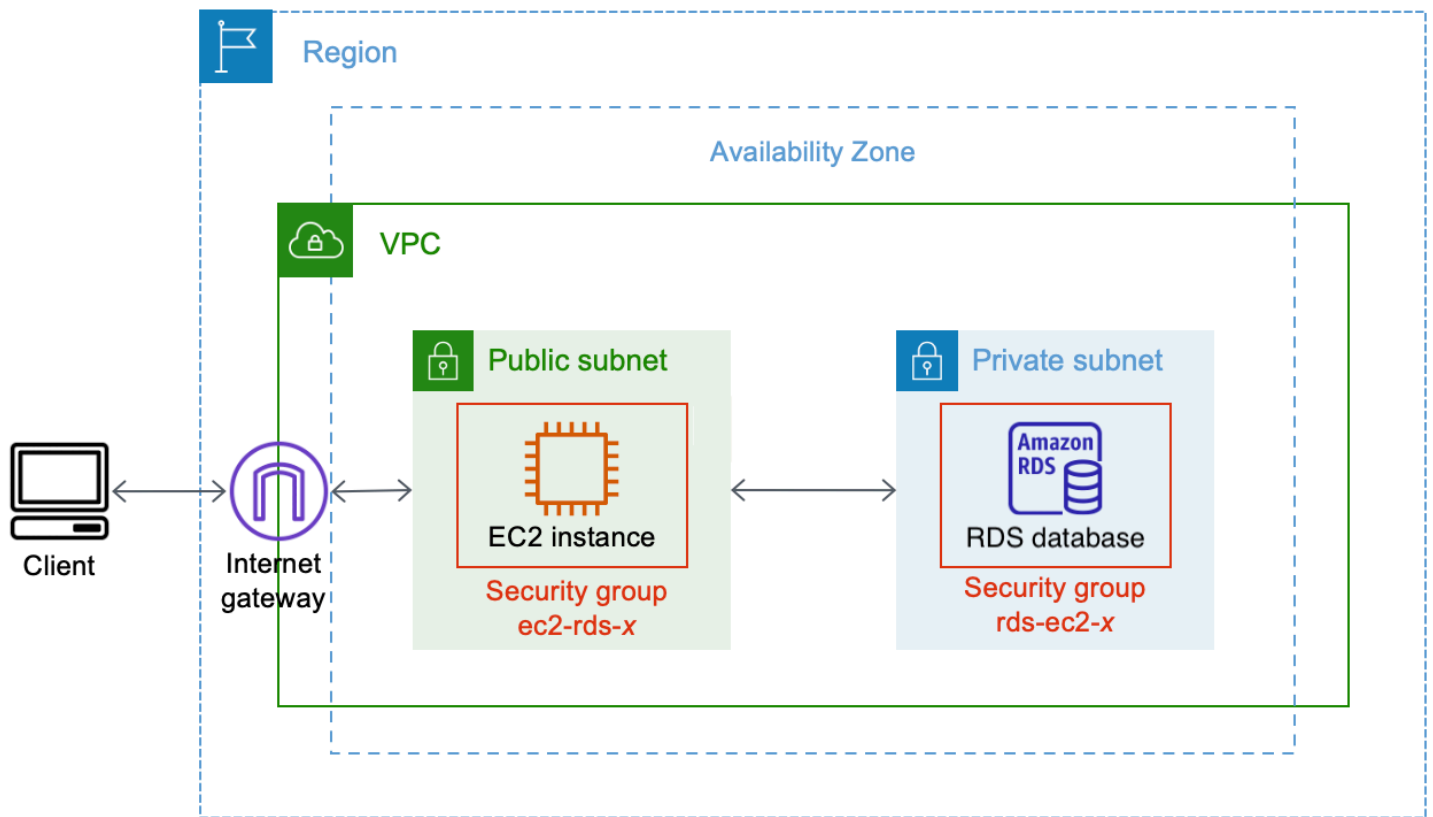 Region
Availability Zone
VPC
Public subnet
Private subnet
Amazon
RDS
EC2 instance
RDS database
Client
Internet
gateway
Security group
ec2-rds-x
Security group
rds-ec2-x